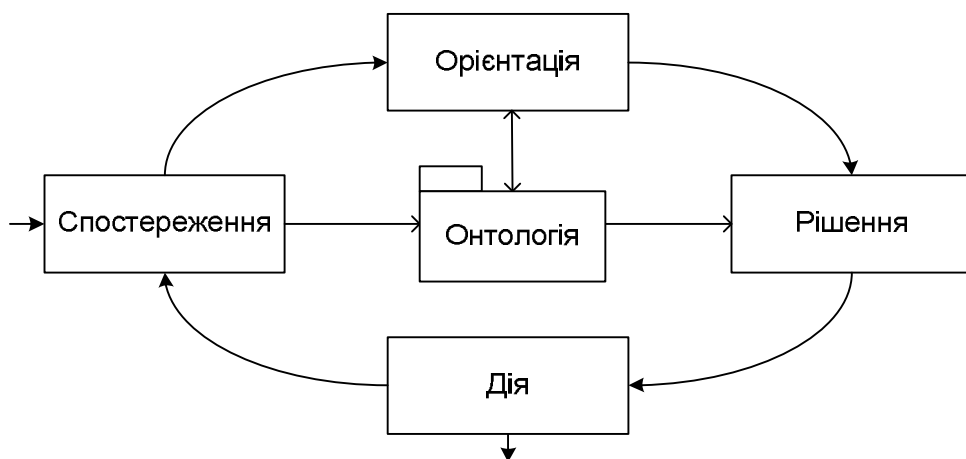 Орієнтація
Спостереження
Онтологія
Рішення
Дія